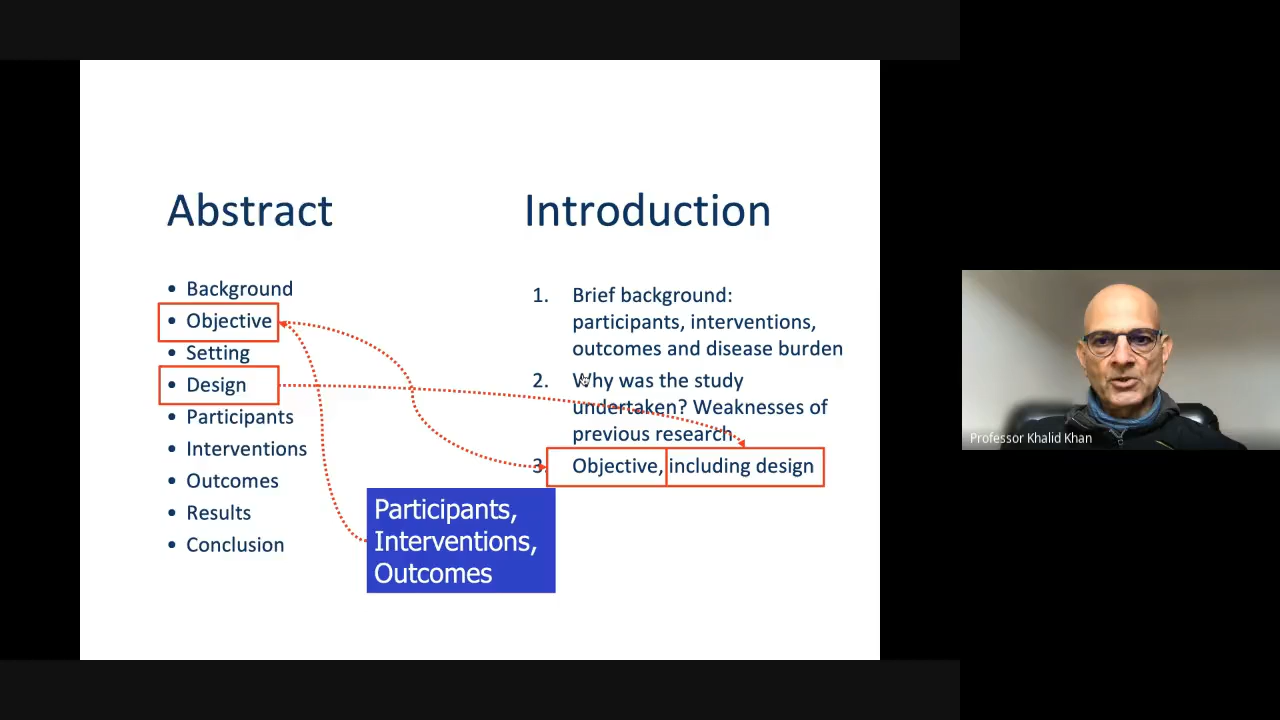 Abstract
• Background
• Objective
• Setting
• Design
• Participants
• Interventions
• Outcomes
• Results
• Conclusion
Introduction
1. Brief background:
participants, interventions,
outcomes and disease burden
2. Why was the study
undertaken? Weaknesses of
previous research
3. Objective, including design
Participants,
Interventions,
Outcomes
Professor Khalid Khan